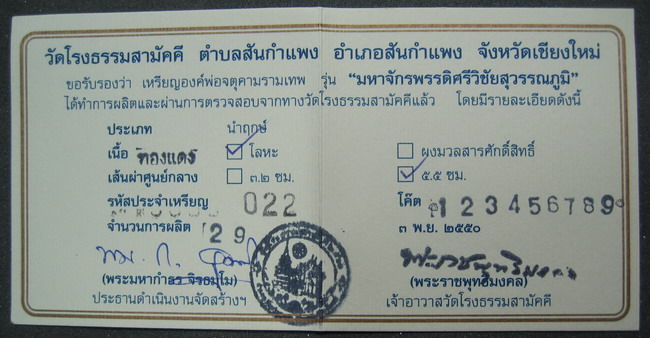 วัดโรงธรรมสามัคคี ตำบลสันกำแพง อำเภอสันกำแพง จังหวัดเชียงใหม่
ขอรับรองว่า เหรียญองค์พ่อจตุคามรามเทพ รุ่น "มหาจักรพรรดิศรีวิชัยสุวรรณภูมิ"
ได้ทำการผลิตและผ่านการตรวจสอบจากทางวัดโรงธรรมสามัคคีแล้ว โดยมีรายละเอียดดังนี้
ประเภท นำฤกษ์
เนื้อ ทองแดง โลหะ ผงมวลสารศักดิ์สิทธิ์
เส้นผ่าศูนย์กลาง ๓.๒ ซม. ๕.๕ ซม.
รหัสประจำเหรียญ 022 โค๊ต 123456789
จำนวนการผลิต 29 ๓ พ.ย. ๒๕๕๐
(พระมหากำธร จิรธมฺโม) (พระราชพุทธิมงคล)
ประธานดำเนินงานจัดสร้างฯ เจ้าอาวาสวัดโรงธรรมสามัคคี